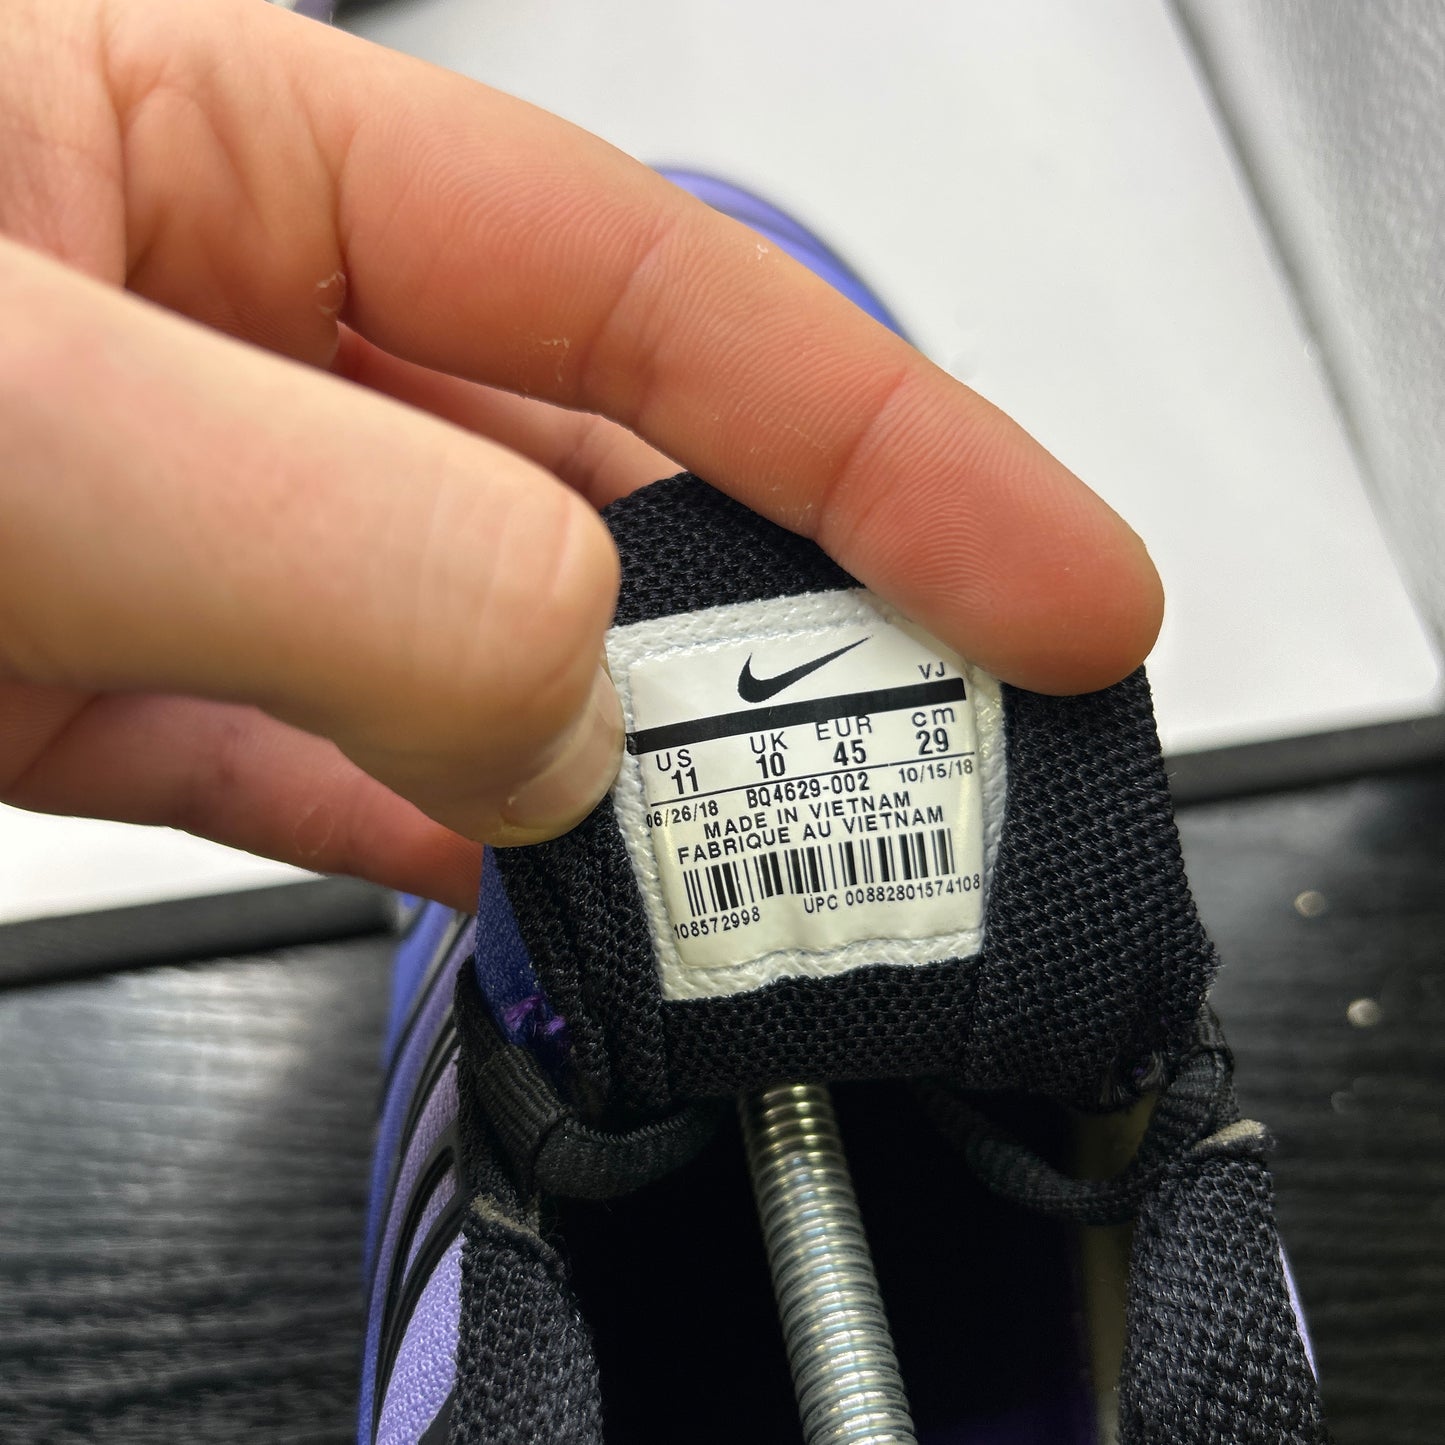 VJ
US UK EUR cm
11 10 45 29
06/26/18 BQ4629-002 10/15/18
MADE IN VIETNAM
FABRIQUE AU VIETNAM
108572998 UPC 00882801574108